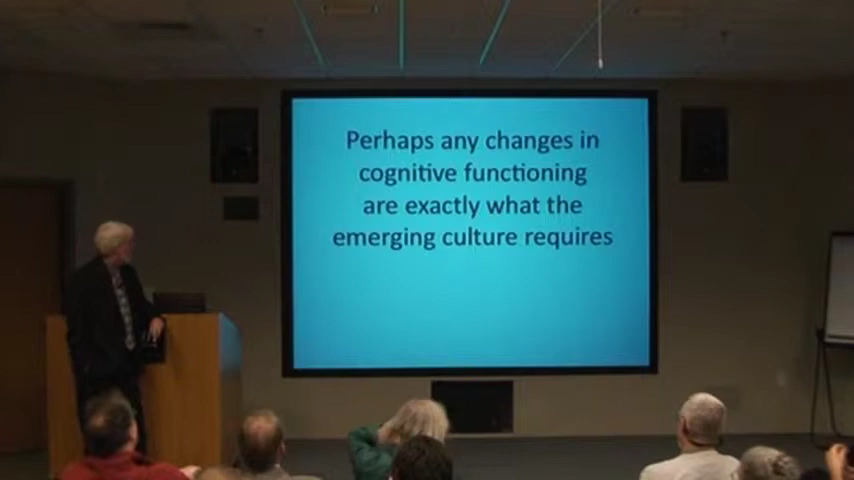 Perhaps any changes in
cognitive functioning
are exactly what the
emerging culture requires